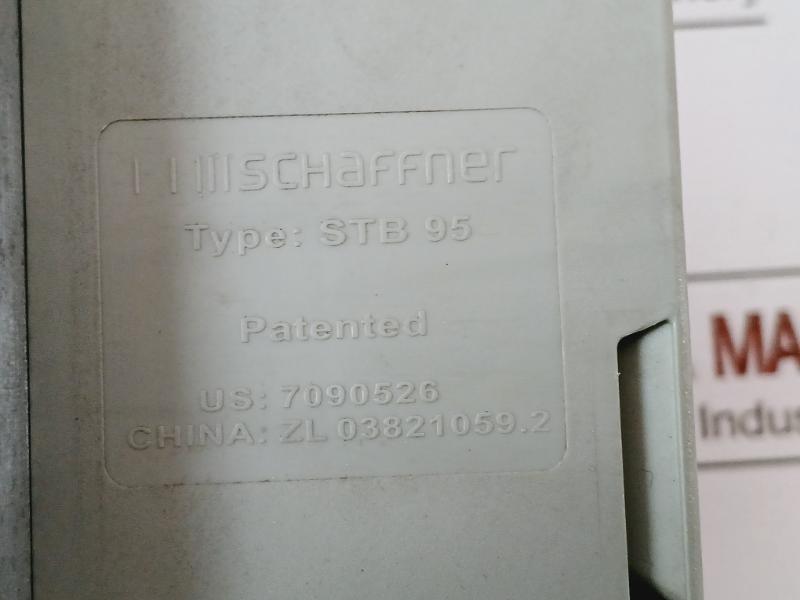 SCHAFFNER
Type: STB 95
Patented
US: 7090526
CHINA: ZL 03821059.2
MA
Indus